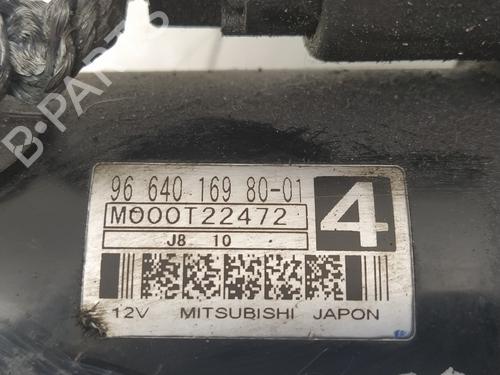 96 640 169 80-01
M000T22472
4
J8 10
12V MITSUBISHI JAPON
B-PARTS